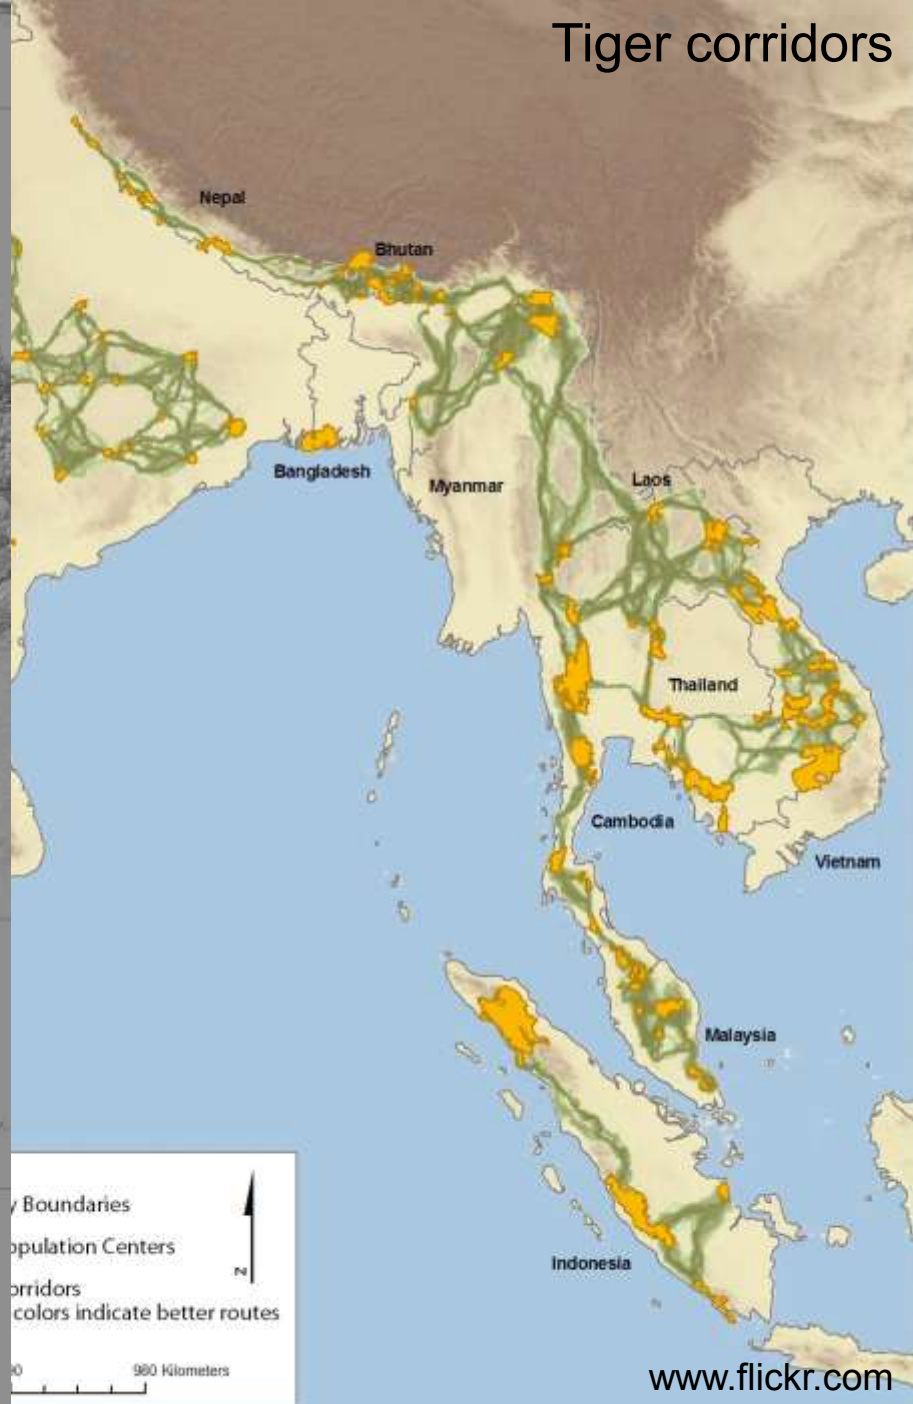 Tiger corridors
Nepal
Bhutan
Bangladesh
Myanmar
Laos
Thailand
Cambodia
Vietnam
Malaysia
Indonesia
Boundaries
opulation Centers
orridors
colors indicate better routes
N
980 Kilometers
www.flickr.com